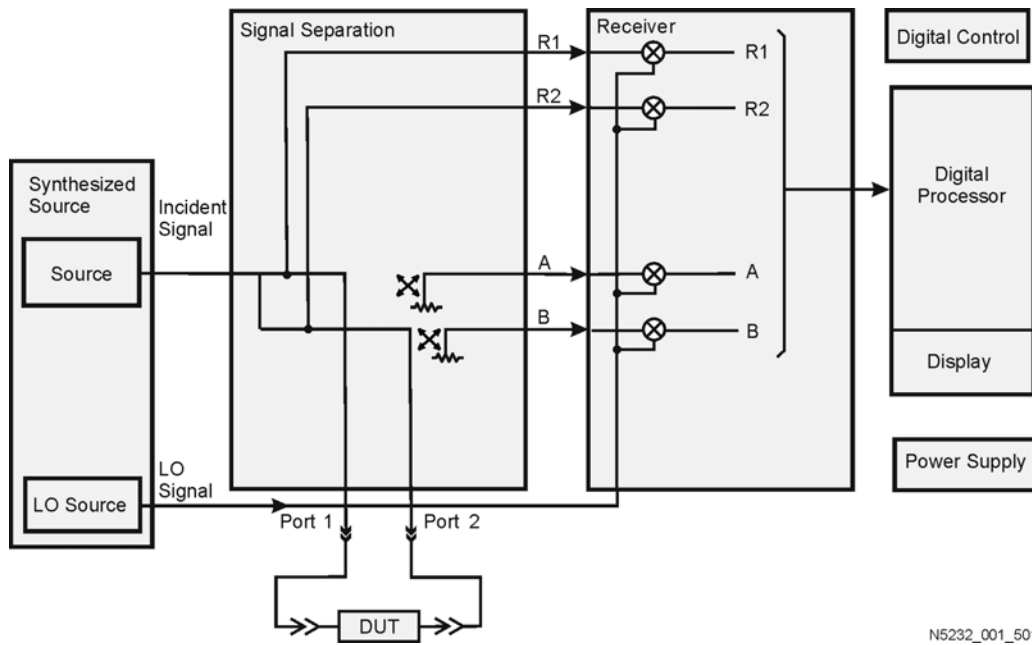 Signal Separation
Receiver
Digital Control
R1
R1
R2
R2
Synthesized
Source
Incident
Signal
Digital
Processor
Source
A
A
B
B
Display
LO
Signal
Power Supply
LO Source
Port 1
Port 2
DUT
N5232_001_50